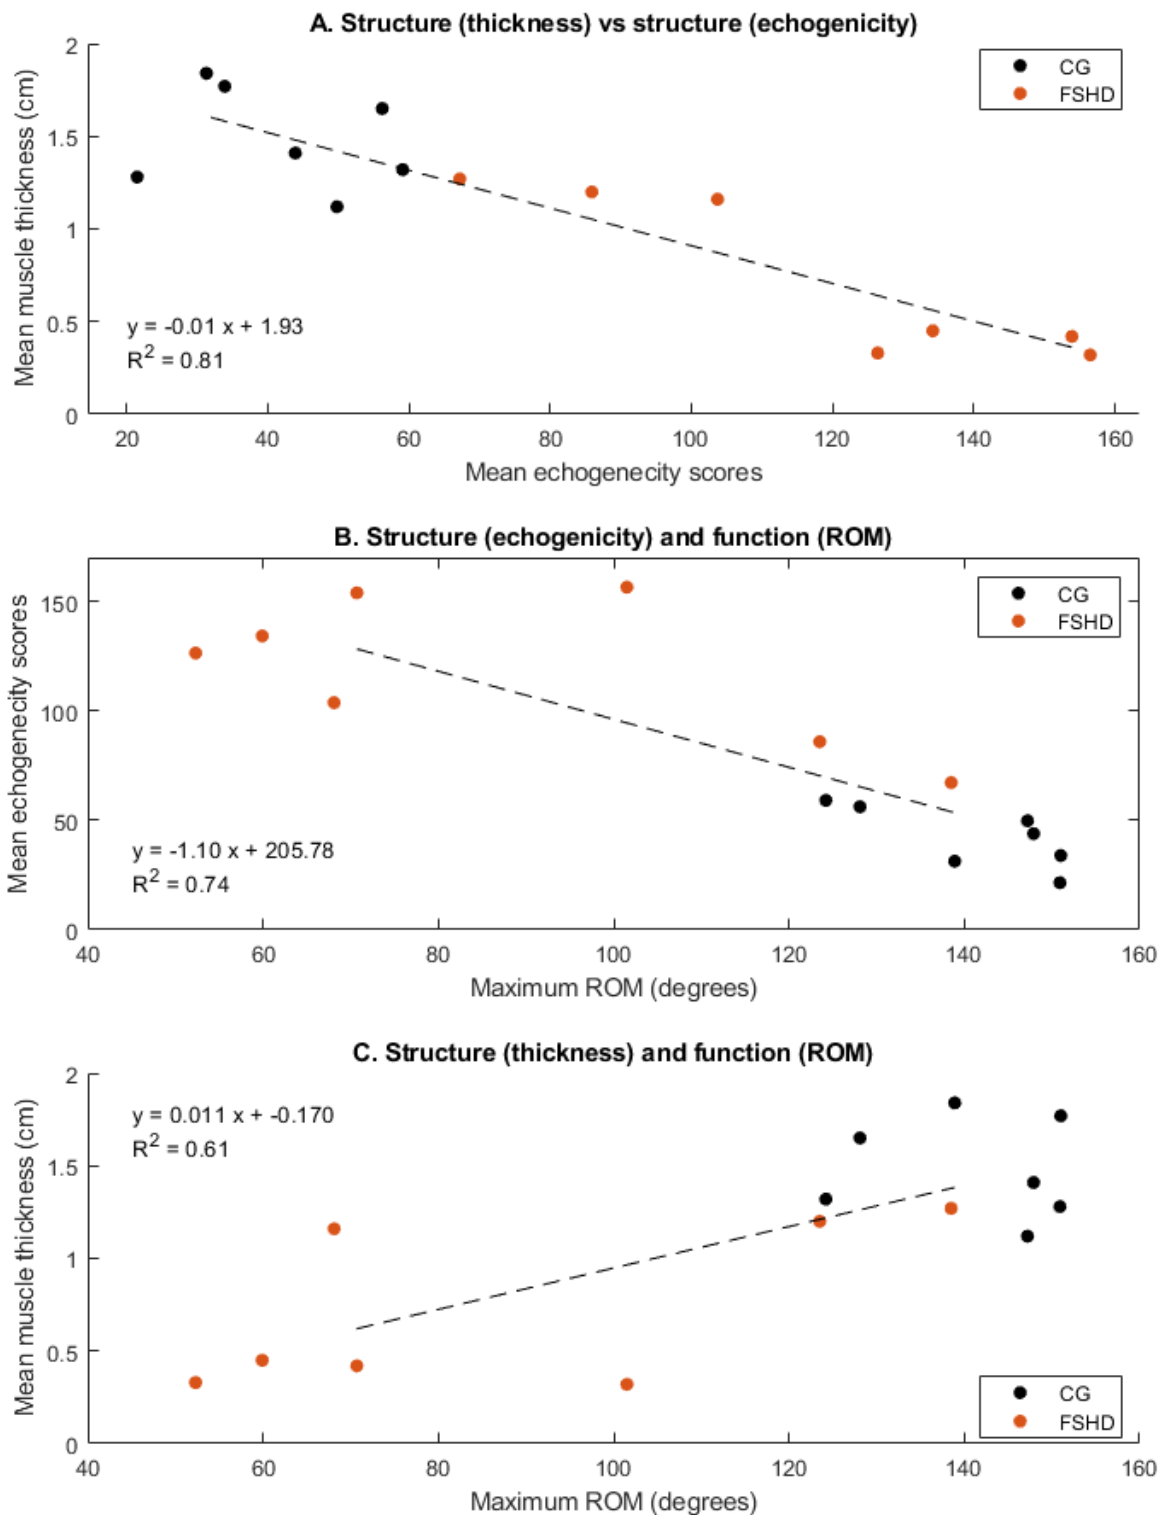 A. Structure (thickness) vs structure (echogenicity)
2
1.5
1
0.5
0
Mean muscle thickness (cm)
CG
FSHD
y = -0.01 x + 1.93
R² = 0.81
20 40 60 80 100 120 140 160
Mean echogenecity scores
B. Structure (echogenicity) and function (ROM)
150
100
50
0
Mean echogenecity scores
CG
FSHD
y = -1.10 x + 205.78
R² = 0.74
40 60 80 100 120 140 160
Maximum ROM (degrees)
C. Structure (thickness) and function (ROM)
2
1.5
1
0.5
0
Mean muscle thickness (cm)
y = 0.011 x + -0.170
R² = 0.61
CG
FSHD
40 60 80 100 120 140 160
Maximum ROM (degrees)